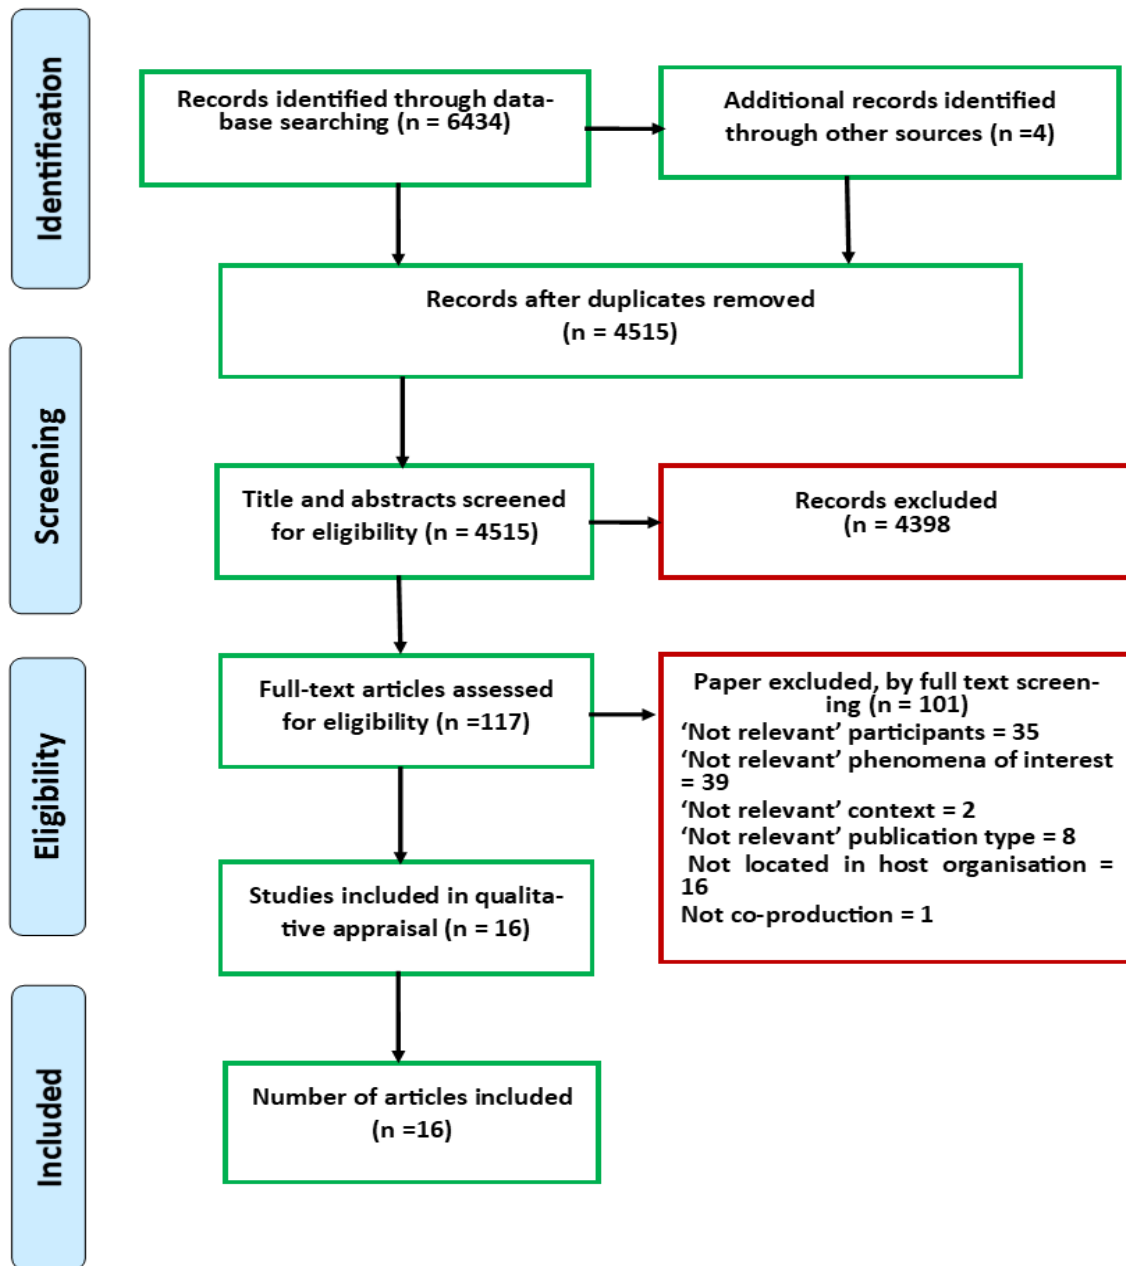 Identification
Records identified through data-
base searching (n = 6434)
Additional records identified
through other sources (n =4)
Records after duplicates removed
(n = 4515)
Screening
Title and abstracts screened
for eligibility (n = 4515)
Records excluded
(n = 4398
Eligibility
Full-text articles assessed
for eligibility (n =117)
Paper excluded, by full text screen-
ing (n = 101)
‘Not relevant’ participants = 35
‘Not relevant’ phenomena of interest
= 39
‘Not relevant’ context = 2
‘Not relevant’ publication type = 8
Not located in host organisation =
16
Not co-production = 1
Studies included in qualita-
tive appraisal (n = 16)
Included
Number of articles included
(n =16)